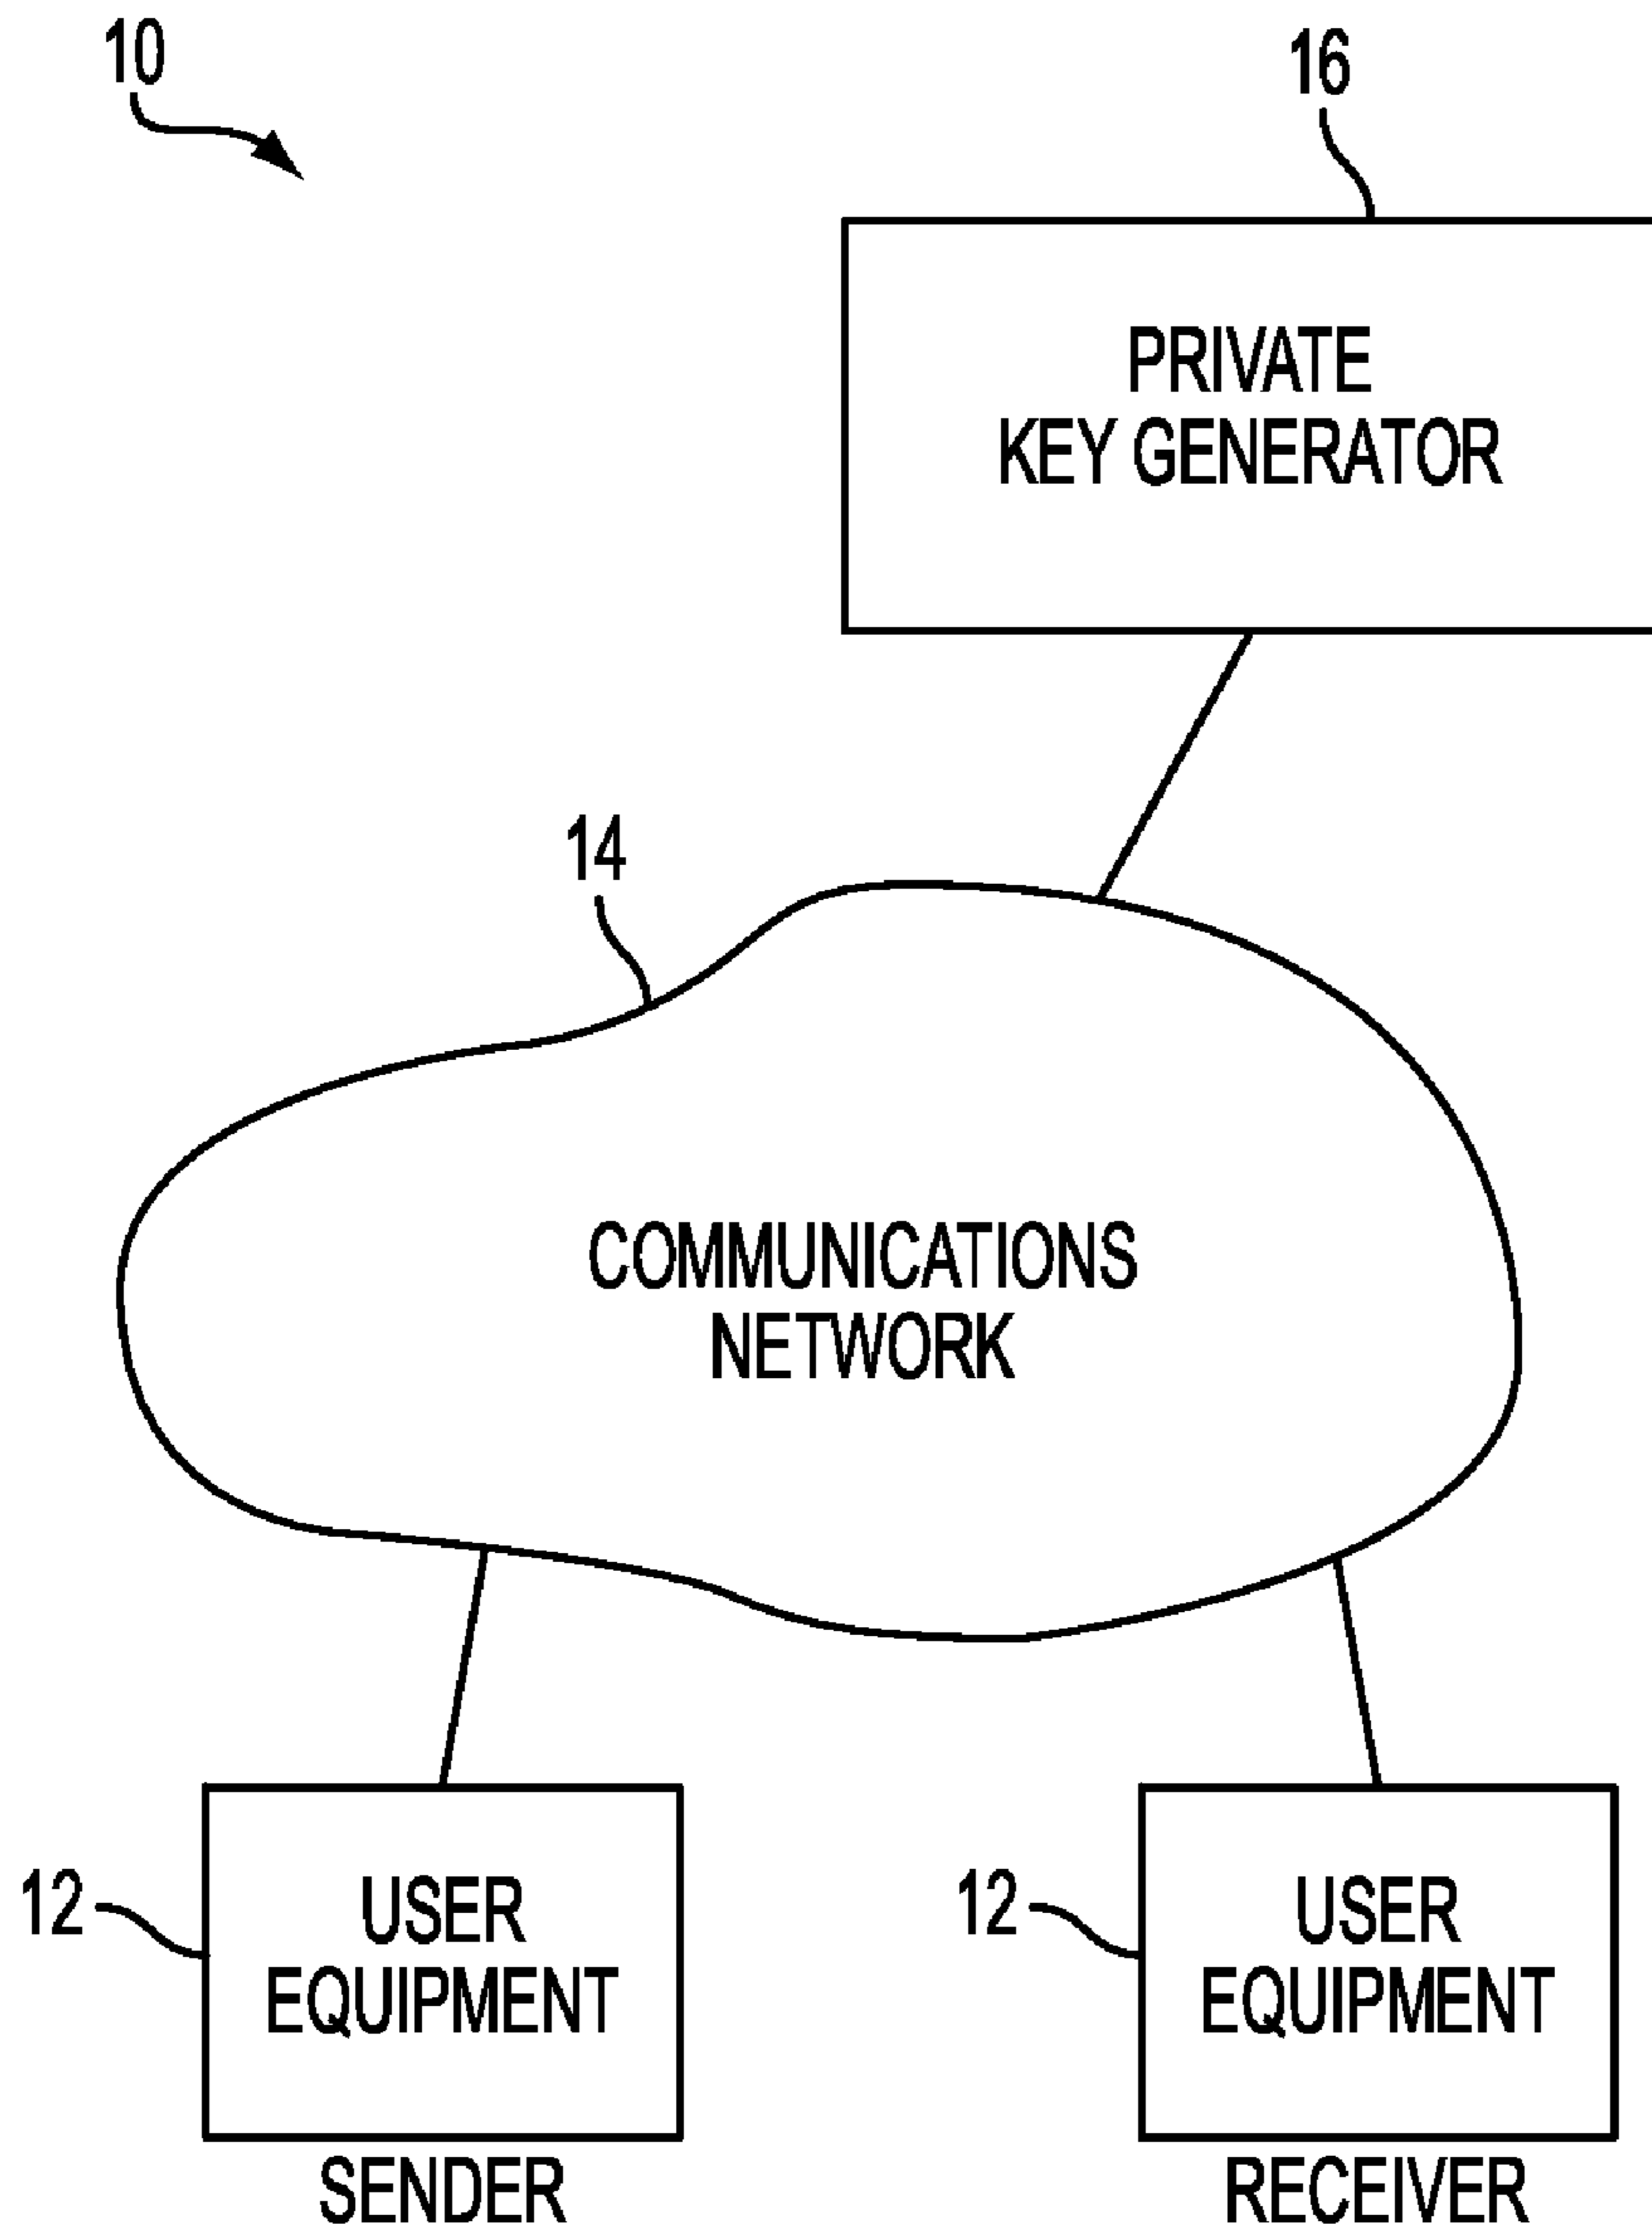 10
16
PRIVATE
KEY GENERATOR
14
COMMUNICATIONS
NETWORK
12
USER
EQUIPMENT
SENDER
12
USER
EQUIPMENT
RECEIVER